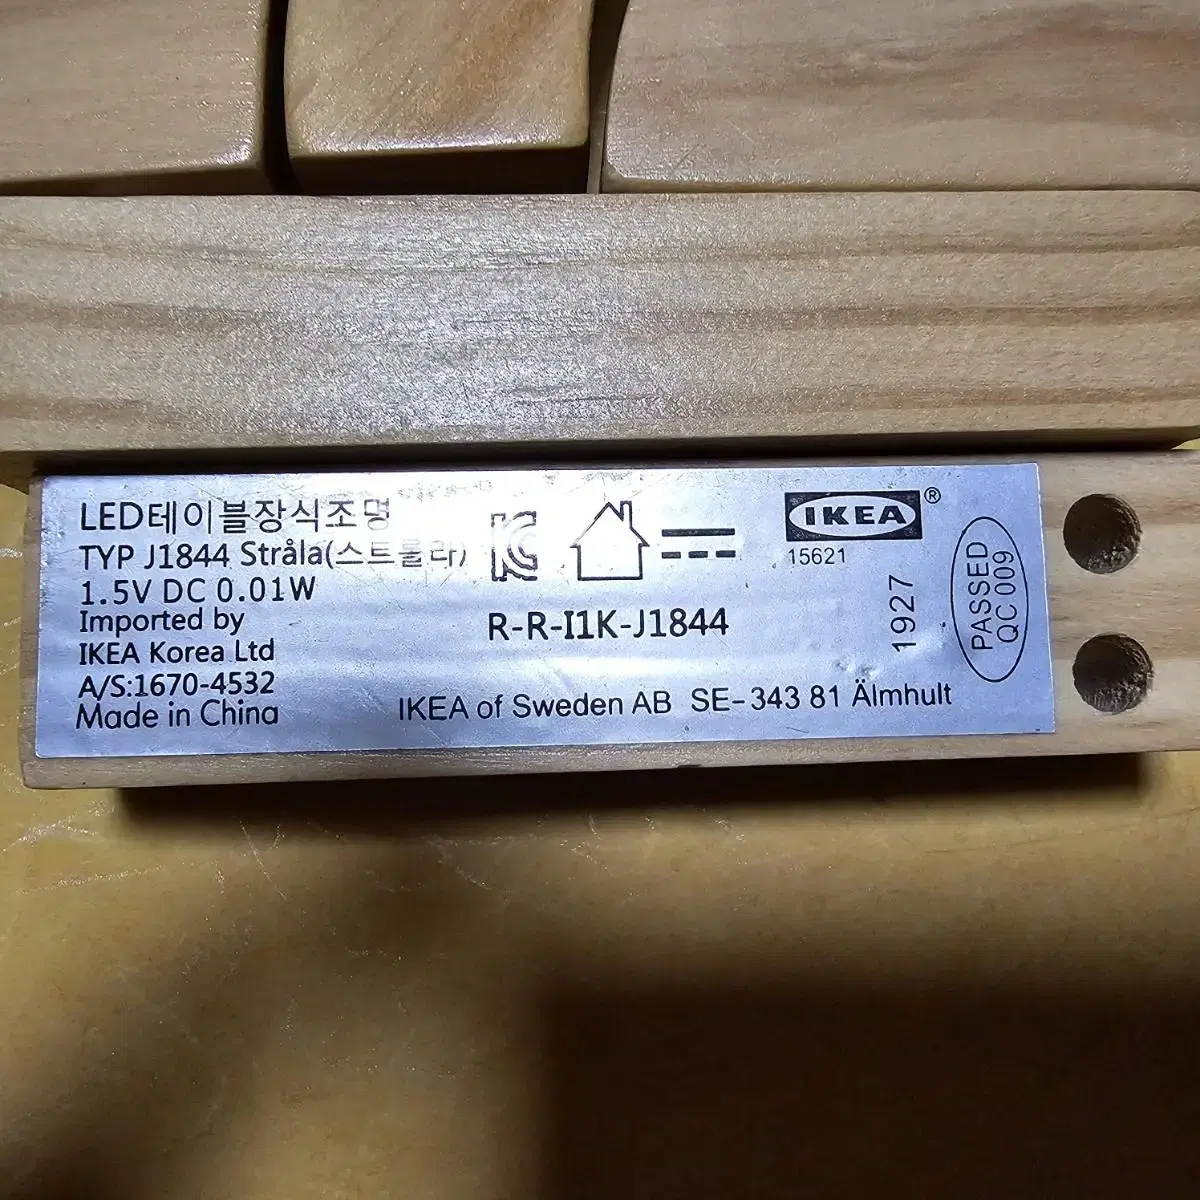 LED테이블장식조명
TYP J1844 Stråla(스트롤라)
1.5V DC 0.01W
Imported by
IKEA Korea Ltd
A/S:1670-4532
Made in China
R-R-I1K-J1844
IKEA of Sweden AB SE-343 81 Älmhult
IKEA®
15621
1927
PASSED
QC 009